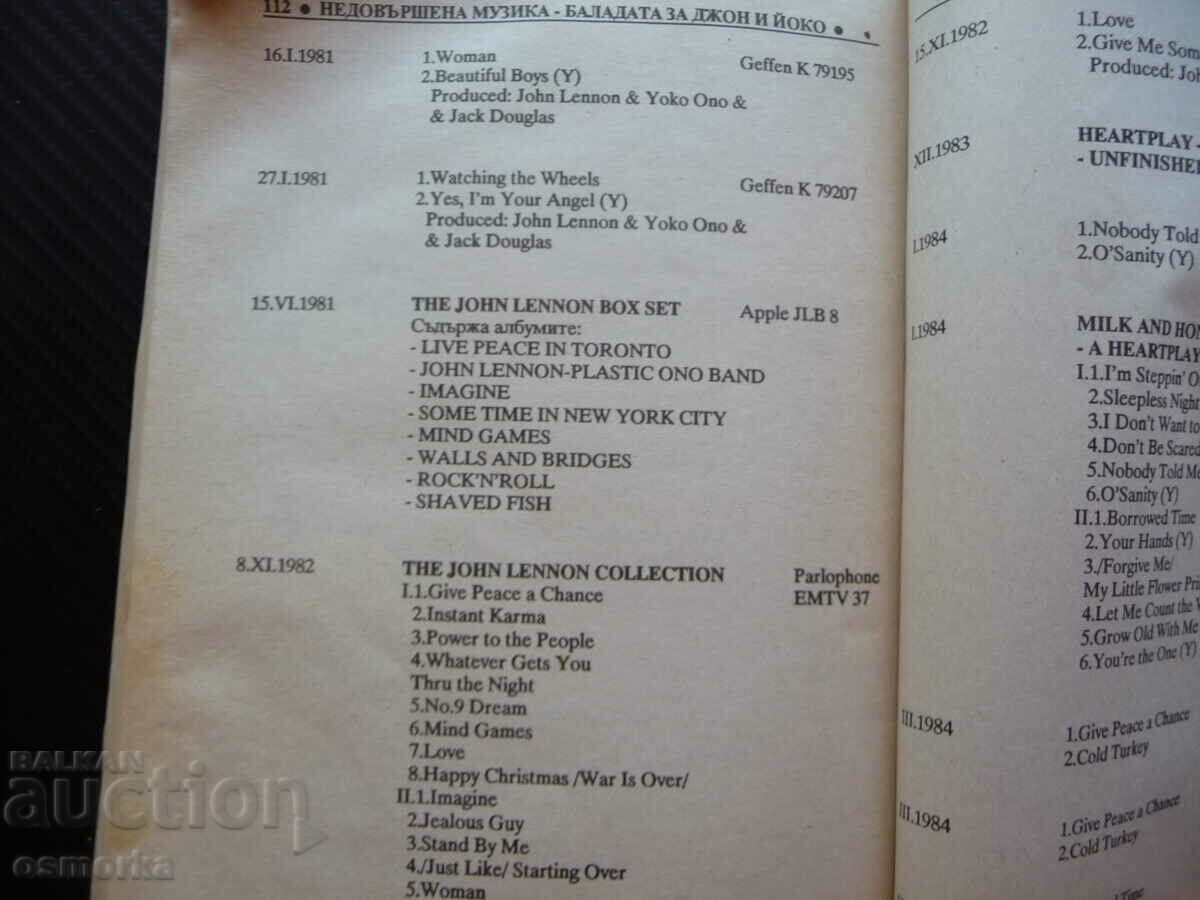 112 ● НЕДОВЪРШЕНА МУЗИКА - БАЛАДАТА ЗА ДЖОН И ЙОКО ●
16.I.1981 1.Woman Geffen K 79195
2.Beautiful Boys (Y)
Produced: John Lennon & Yoko Ono &
& Jack Douglas
27.I.1981 1.Watching the Wheels Geffen K 79207
2.Yes, I'm Your Angel (Y)
Produced: John Lennon & Yoko Ono &
& Jack Douglas
15.VI.1981 THE JOHN LENNON BOX SET Apple JLB 8
Съдържа албумите:
- LIVE PEACE IN TORONTO
- JOHN LENNON-PLASTIC ONO BAND
- IMAGINE
- SOME TIME IN NEW YORK CITY
- MIND GAMES
- WALLS AND BRIDGES
- ROCK'N'ROLL
- SHAVED FISH
8.XI.1982 THE JOHN LENNON COLLECTION Parlophone
I.1.Give Peace a Chance EMTV 37
2.Instant Karma
3.Power to the People
4.Whatever Gets You
Thru the Night
5.No.9 Dream
6.Mind Games
7.Love
8.Happy Christmas /War Is Over/
II.1.Imagine
2.Jealous Guy
3.Stand By Me
4./Just Like/ Starting Over
5.Woman
15.XI.1982 1.Love
2.Give Me Som
Produced: Joh
XII.1983 HEARTPLAY -
- UNFINISHED
I.1984 1.Nobody Told
2.O'Sanity (Y)
I.1984 MILK AND HON
- A HEARTPLAY
I.1.I'm Steppin' O
2.Sleepless Night
3.I Don't Want to
4.Don't Be Scared
5.Nobody Told Me
6.O'Sanity (Y)
II.1.Borrowed Time
2.Your Hands (Y)
3./Forgive Me/
My Little Flower Pri
4.Let Me Count the
5.Grow Old With Me
6.You're the One (Y)
III.1984 1.Give Peace a Chance
2.Cold Turkey
III.1984 1.Give Peace a Chance
2.Cold Turkey
Time
BALKAN
auction
osmorka